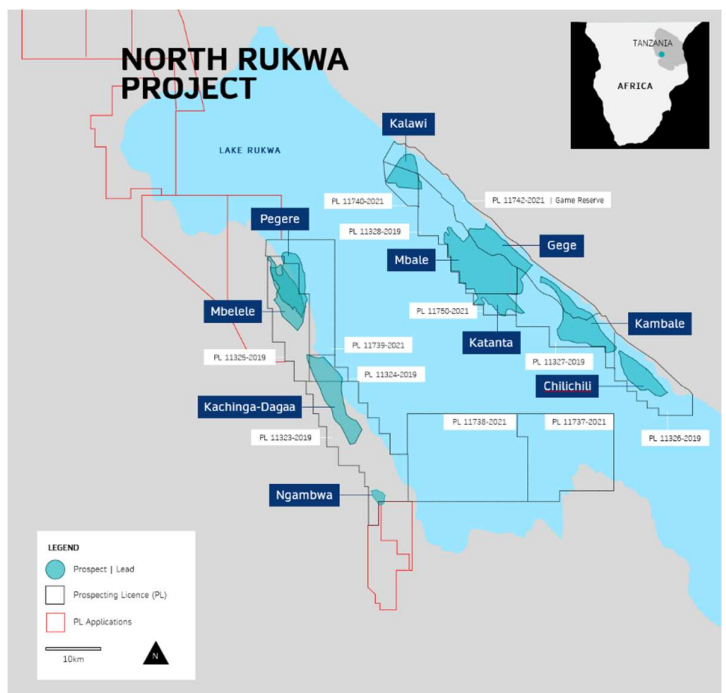 NORTH RUKWA
PROJECT
TANZANIA
AFRICA
LAKE RUKWA
Kalawi
PL 11740-2021
PL 11742-2021 | Game Reserve
Pegere
PL 11328-2019
Gege
Mbale
Mbelele
PL 11750-2021
Katanta
Kambale
PL 11739-2021
PL 11325-2019
PL 11327-2019
PL 11324-2019
Chilichili
Kachinga-Dagaa
PL 11738-2021
PL 11737-2021
PL 11323-2019
PL 11326-2019
Ngambwa
LEGEND
Prospect | Lead
Prospecting Licence (PL)
PL Applications
10km
N